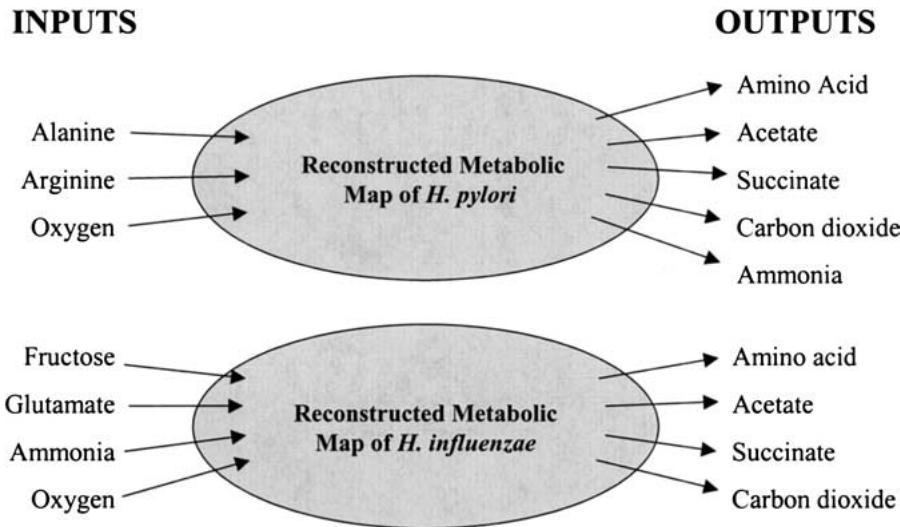 INPUTS
OUTPUTS
Alanine
Arginine
Oxygen
Reconstructed Metabolic
Map of H. pylori
Amino Acid
Acetate
Succinate
Carbon dioxide
Ammonia
Fructose
Glutamate
Ammonia
Oxygen
Reconstructed Metabolic
Map of H. influenzae
Amino acid
Acetate
Succinate
Carbon dioxide